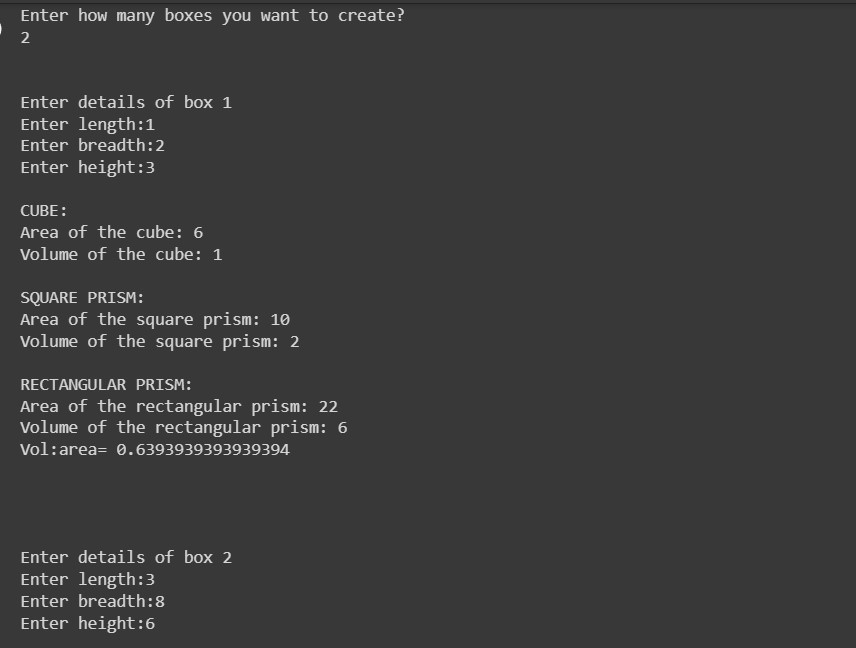 Enter how many boxes you want to create?
2
Enter details of box 1
Enter length:1
Enter breadth:2
Enter height:3
CUBE:
Area of the cube: 6
Volume of the cube: 1
SQUARE PRISM:
Area of the square prism: 10
Volume of the square prism: 2
RECTANGULAR PRISM:
Area of the rectangular prism: 22
Volume of the rectangular prism: 6
Vol:area= 0.6393939393939394
Enter details of box 2
Enter length:3
Enter breadth:8
Enter height:6